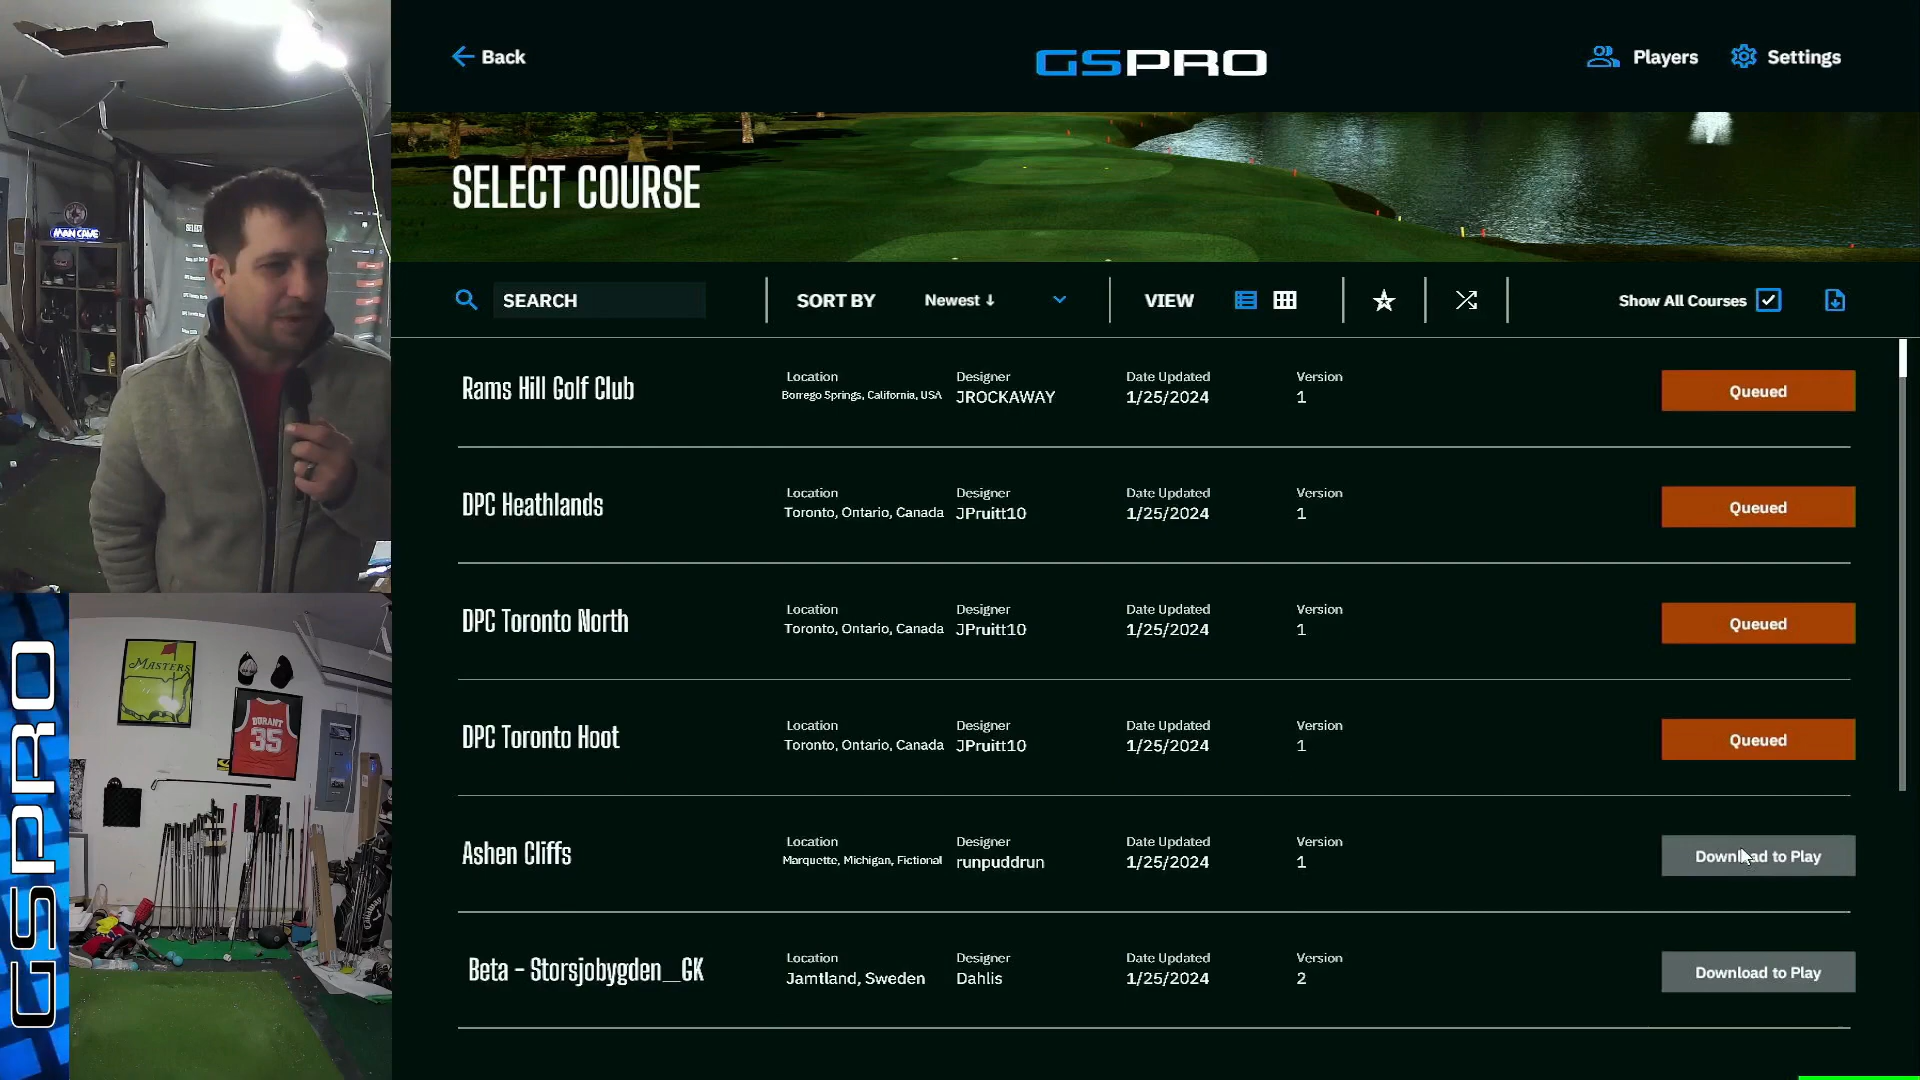 Back
GSPRO
Players
Settings
SELECT COURSE
SEARCH
SORT BY
Newest ↓
VIEW
Show All Courses
Rams Hill Golf Club
Location
Borrego Springs, California, USA
Designer
JROCKAWAY
Date Updated
1/25/2024
Version
1
Queued
DPC Heathlands
Location
Toronto, Ontario, Canada
Designer
JPruitt10
Date Updated
1/25/2024
Version
1
Queued
DPC Toronto North
Location
Toronto, Ontario, Canada
Designer
JPruitt10
Date Updated
1/25/2024
Version
1
Queued
DPC Toronto Hoot
Location
Toronto, Ontario, Canada
Designer
JPruitt10
Date Updated
1/25/2024
Version
1
Queued
Ashen Cliffs
Location
Marquette, Michigan, Fictional
Designer
runpuddrun
Date Updated
1/25/2024
Version
1
Download to Play
Beta - Storsjobygden_GK
Location
Jamtland, Sweden
Designer
Dahlis
Date Updated
1/25/2024
Version
2
Download to Play
MAN CAVE
SELECT
GSPRO
MASTERS
DURANT
35
Callaway